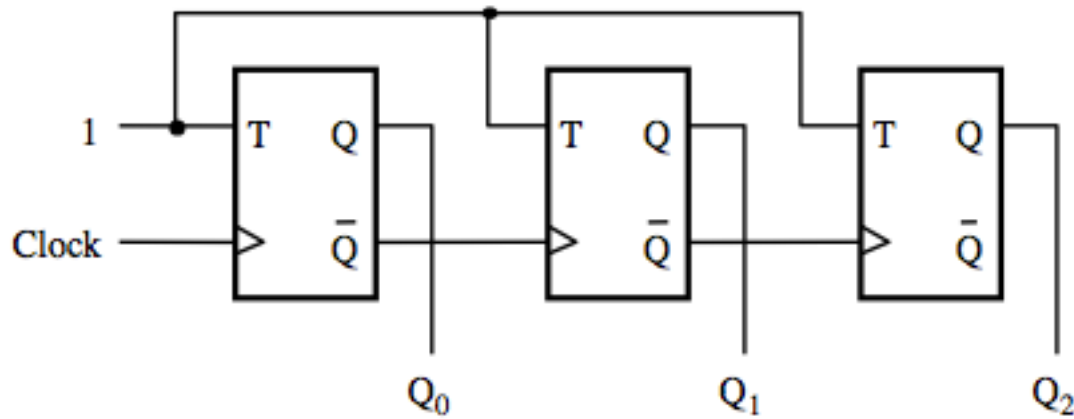 1 T Q T Q T Q
Clock Q̅ Q̅ Q̅
Q₀ Q₁ Q₂